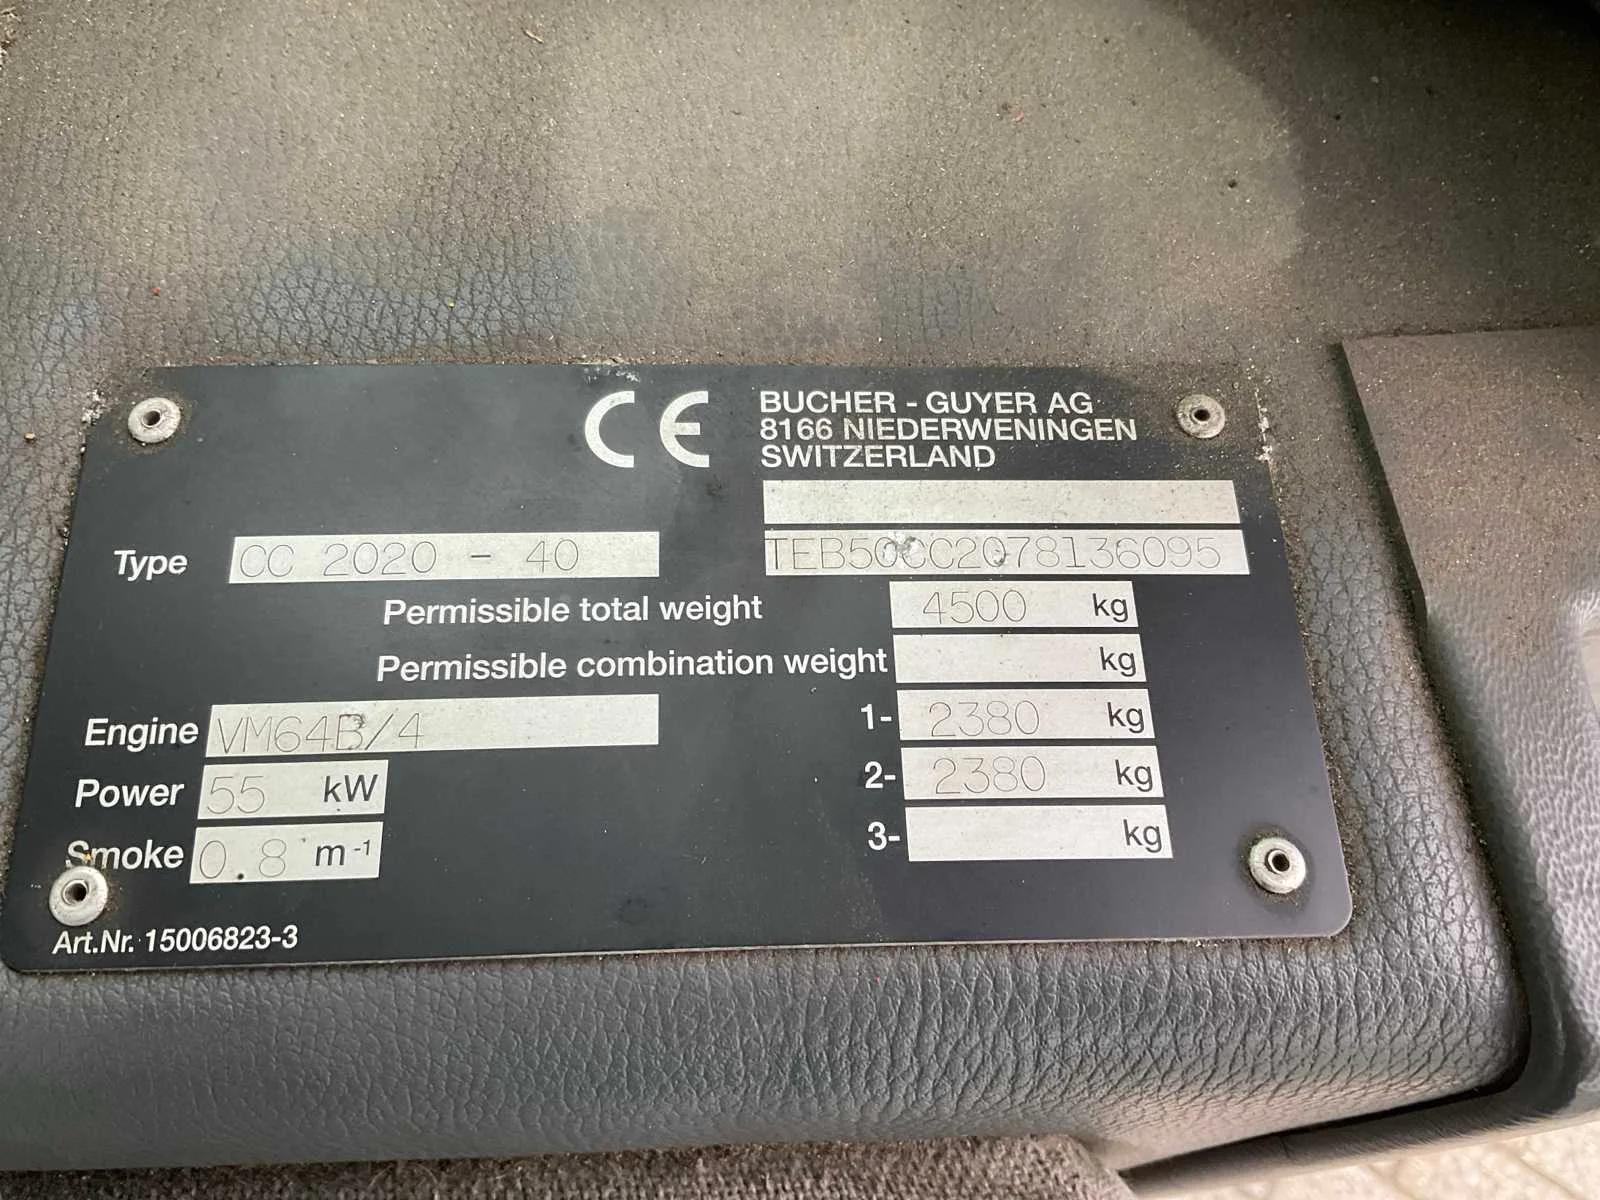 CE
BUCHER - GUYER AG
8166 NIEDERWENINGEN
SWITZERLAND
Type CC 2020 - 40
Permissible total weight 4500 kg
Permissible combination weight kg
Engine VM64B/4
1- 2380 kg
Power 55 kW
2- 2380 kg
Smoke 0.8 m⁻¹
3- kg
Art.Nr. 15006823-3